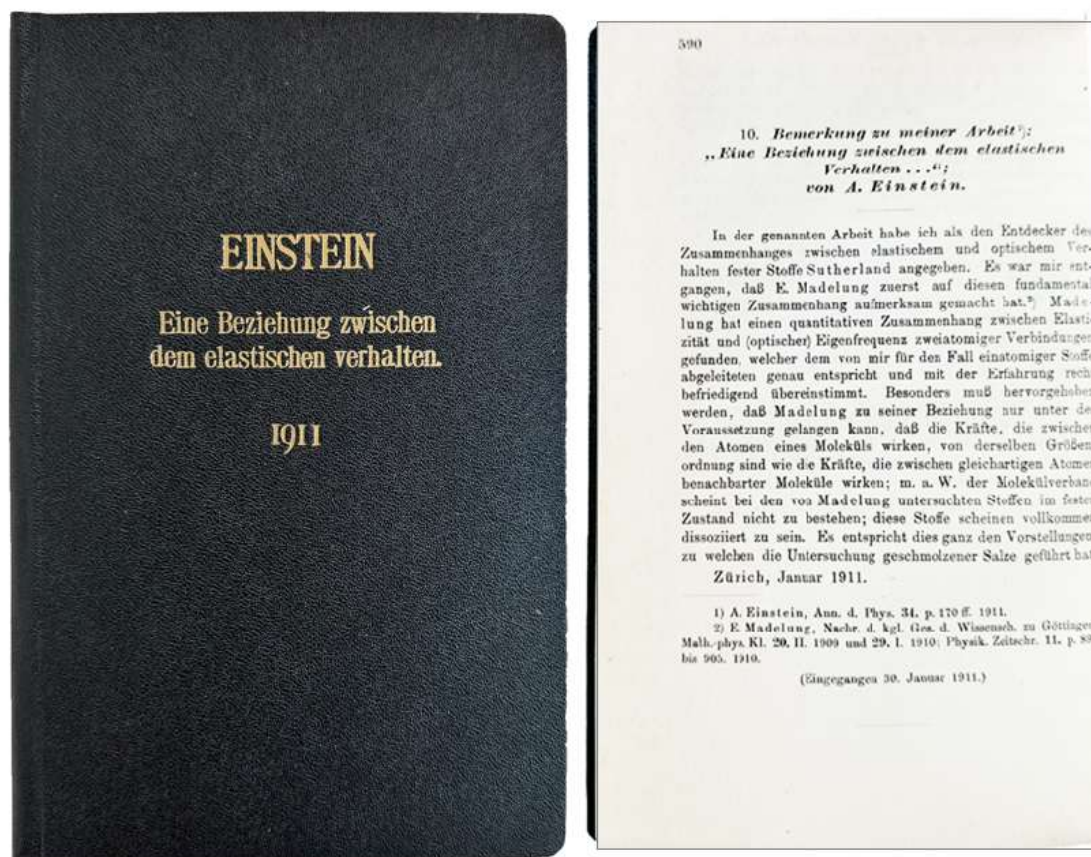 EINSTEIN
Eine Beziehung zwischen
dem elastischen verhalten.
1911
590
10. Bemerkung zu meiner Arbeit¹);
„Eine Beziehung zwischen dem elastischen
Verhalten . . .“;
von A. Einstein.
In der genannten Arbeit habe ich als den Entdecker des
Zusammenhanges zwischen elastischem und optischem Ver-
halten fester Stoffe Sutherland angegeben. Es war mir ent-
gangen, daß E. Madelung zuerst auf diesen fundamental
wichtigen Zusammenhang aufmerksam gemacht hat.²) Made-
lung hat einen quantitativen Zusammenhang zwischen Elasti-
zität und (optischer) Eigenfrequenz zweiatomiger Verbindungen
gefunden, welcher dem von mir für den Fall einatomiger Stoffe
abgeleiteten genau entspricht und mit der Erfahrung rech
befriedigend übereinstimmt. Besonders muß hervorgehoben
werden, daß Madelung zu seiner Beziehung nur unter de
Voraussetzung gelangen kann, daß die Kräfte, die zwischen
den Atomen eines Moleküls wirken, von derselben Größen
ordnung sind wie die Kräfte, die zwischen gleichartigen Atomen
benachbarter Moleküle wirken; m. a. W. der Molekülverban
scheint bei den von Madelung untersuchten Stoffen im feste
Zustand nicht zu bestehen; diese Stoffe scheinen vollkommen
dissoziiert zu sein. Es entspricht dies ganz den Vorstellungen
zu welchen die Untersuchung geschmolzener Salze geführt hat
Zürich, Januar 1911.
1) A. Einstein, Ann. d. Phys. 34. p. 170 ff. 1911.
2) E. Madelung, Nachr. d. kgl. Ges. d. Wissensch. zu Göttingen
Math.-phys. Kl. 20. II. 1909 und 29. I. 1910; Physik. Zeitschr. 11. p. 89
bis 905. 1910.
(Eingegangen 30. Januar 1911.)